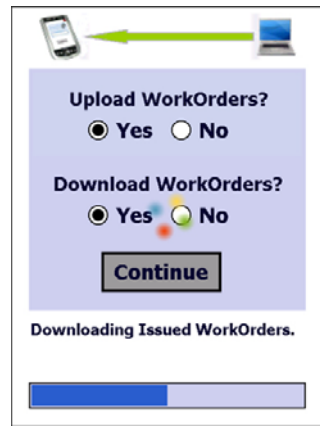 Upload WorkOrders?
Yes No
Download WorkOrders?
Yes No
Continue
Downloading Issued WorkOrders.